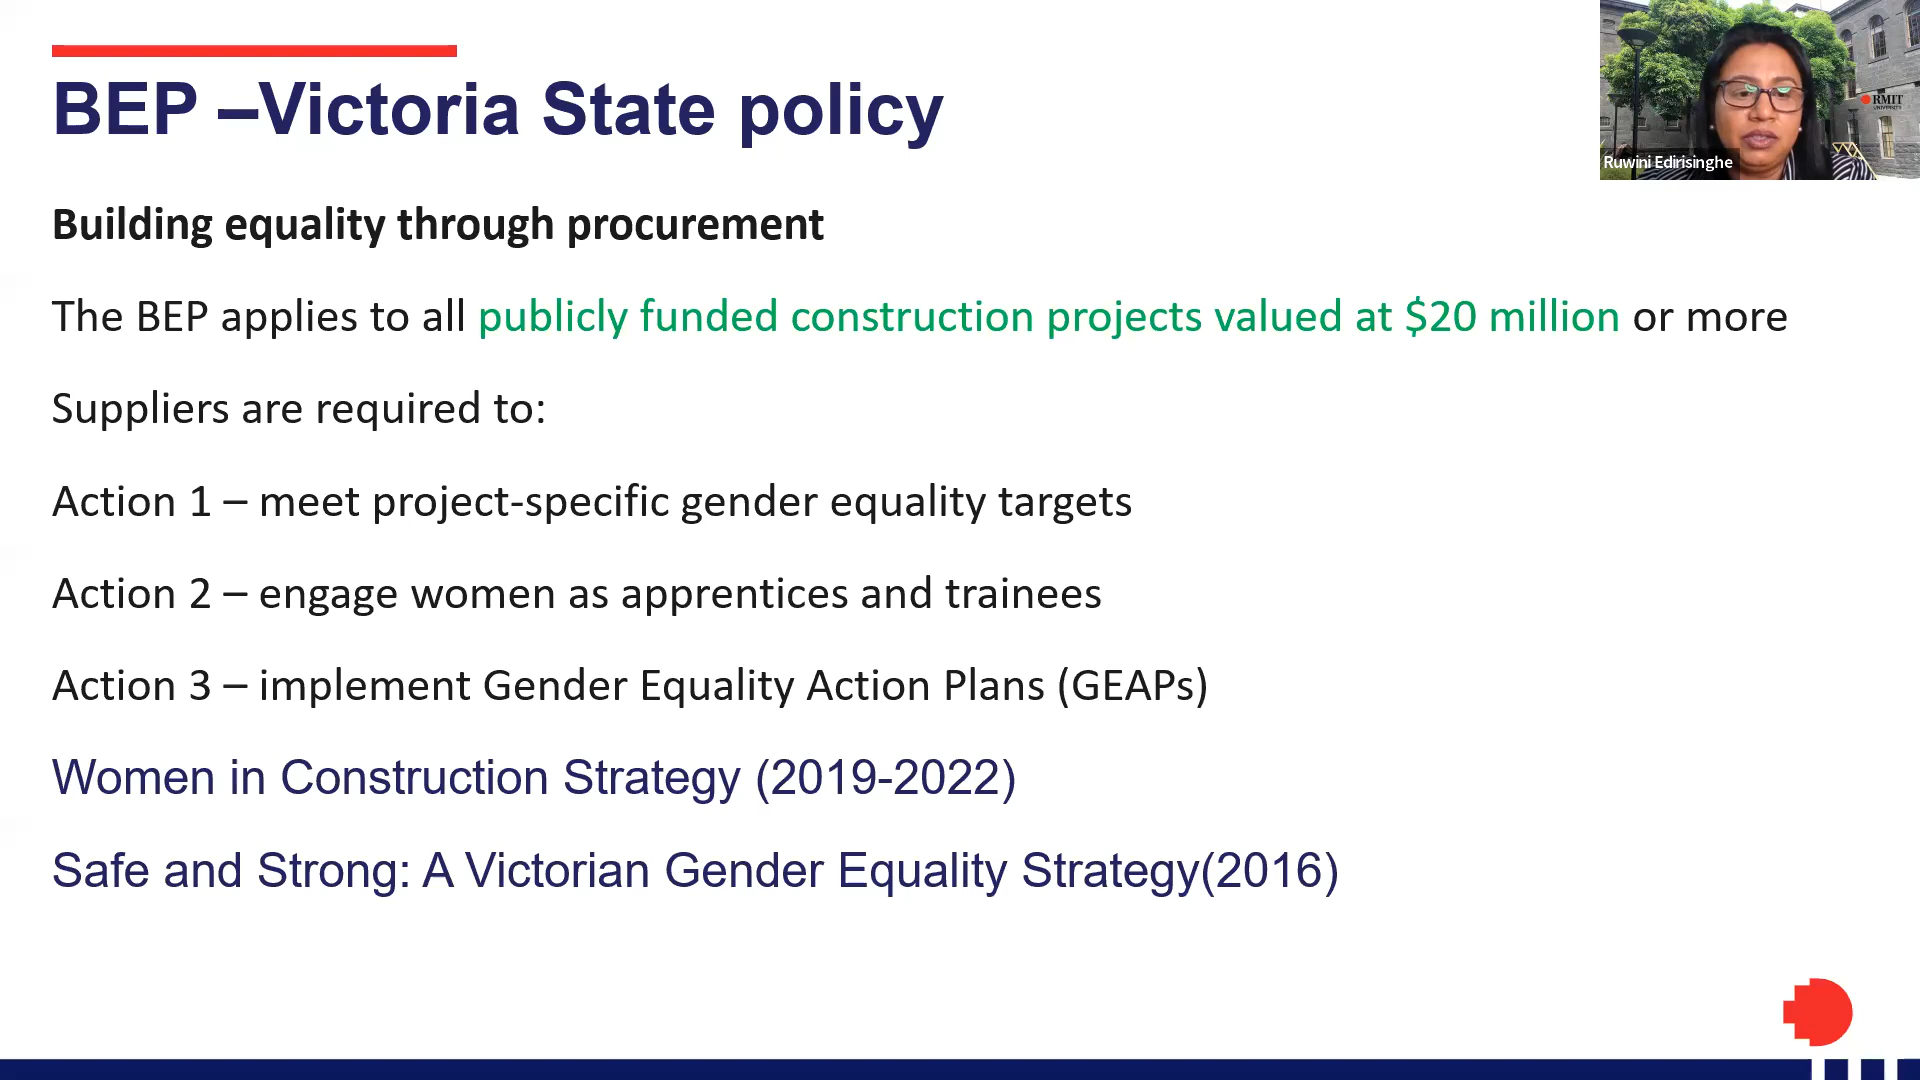 BEP –Victoria State policy
Building equality through procurement
The BEP applies to all publicly funded construction projects valued at $20 million or more
Suppliers are required to:
Action 1 – meet project-specific gender equality targets
Action 2 – engage women as apprentices and trainees
Action 3 – implement Gender Equality Action Plans (GEAPs)
Women in Construction Strategy (2019-2022)
Safe and Strong: A Victorian Gender Equality Strategy(2016)
RMIT
UNIVERSITY
Ruwini Edirisinghe